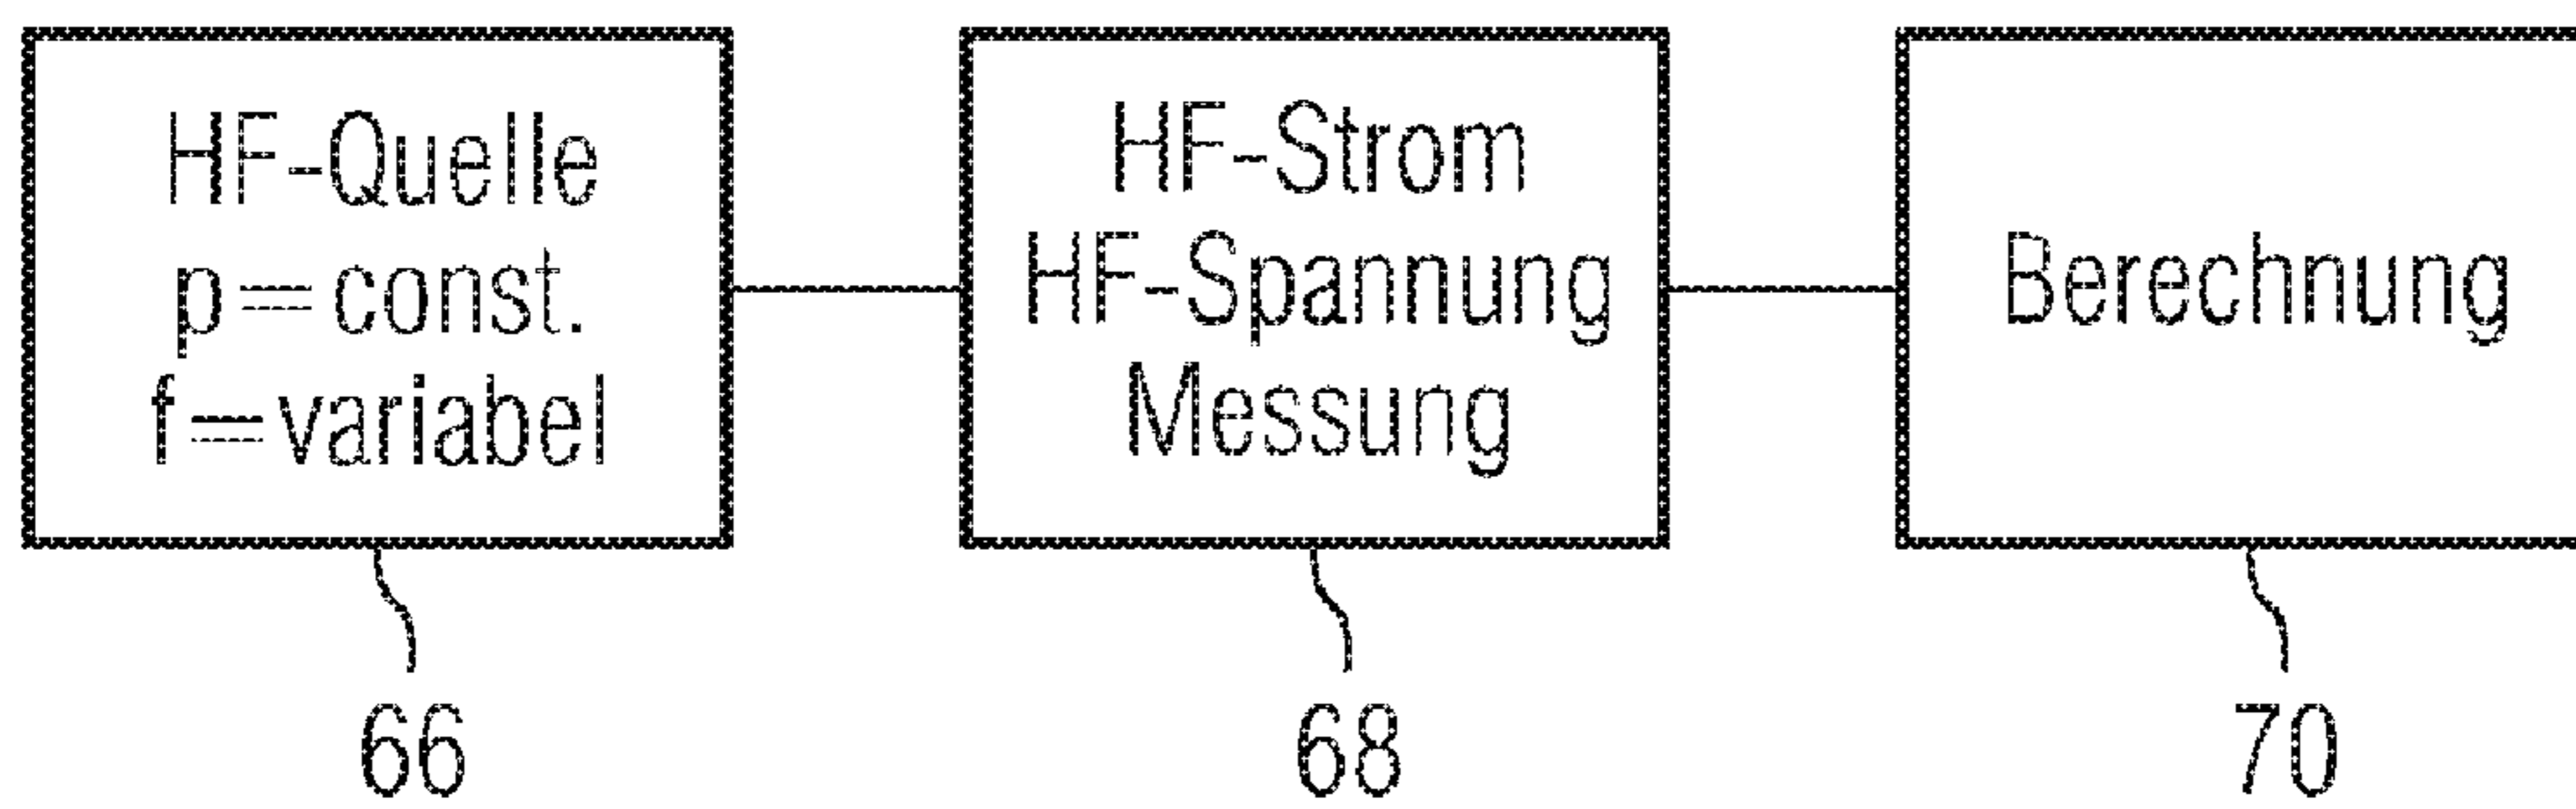 HF-Quelle
p=const.
f=variabel
HF-Strom
HF-Spannung
Messung
Berechnung
66
68
70